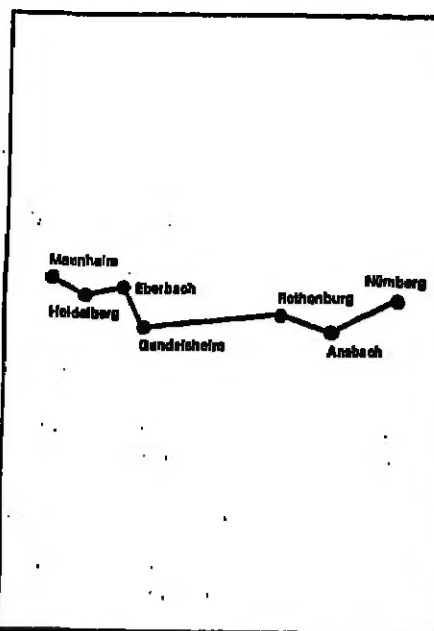 Mannheim
Heidelberg
Eberbach
Gundelsheim
Rothenburg
Ansbach
Nürnberg